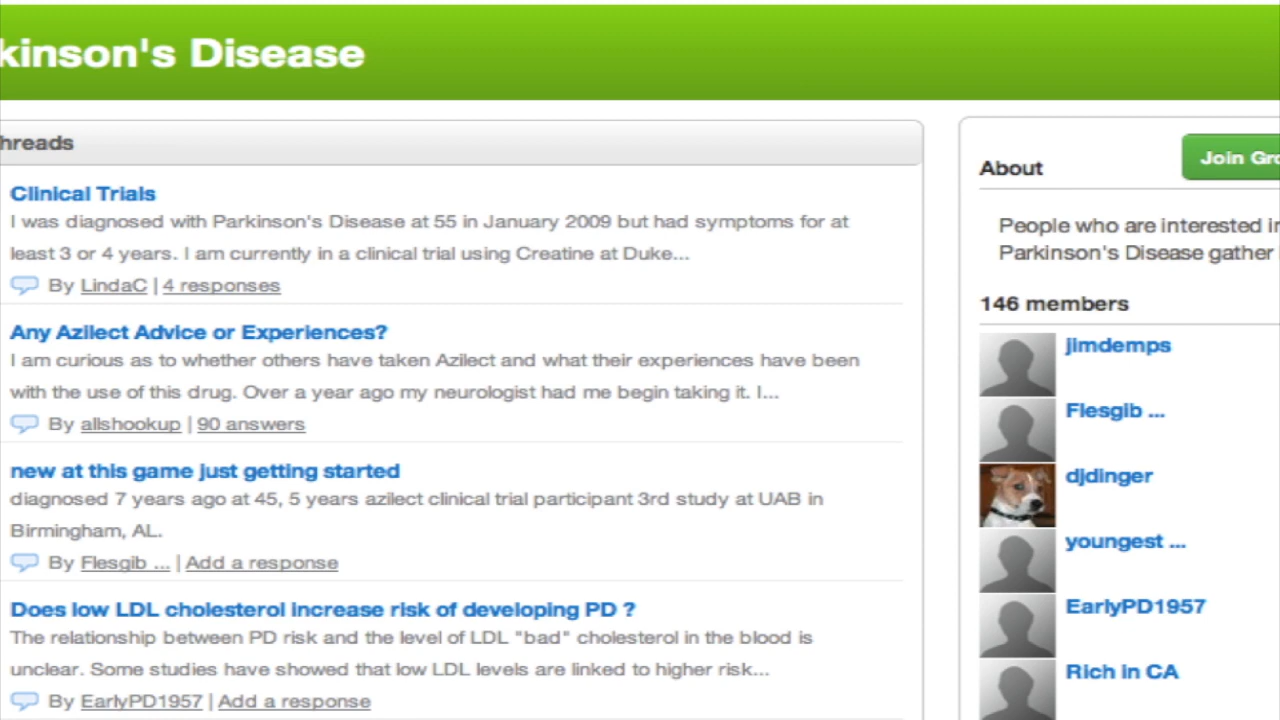 kinson's Disease
hreads
Clinical Trials
I was diagnosed with Parkinson's Disease at 55 in January 2009 but had symptoms for at
least 3 or 4 years. I am currently in a clinical trial using Creatine at Duke...
By LindaC | 4 responses
Any Azilect Advice or Experiences?
I am curious as to whether others have taken Azilect and what their experiences have been
with the use of this drug. Over a year ago my neurologist had me begin taking it. I...
By allshookup | 90 answers
new at this game just getting started
diagnosed 7 years ago at 45, 5 years azilect clinical trial participant 3rd study at UAB in
Birmingham, AL.
By Flesgib ... | Add a response
Does low LDL cholesterol increase risk of developing PD ?
The relationship between PD risk and the level of LDL "bad" cholesterol in the blood is
unclear. Some studies have showed that low LDL levels are linked to higher risk...
By EarlyPD1957 | Add a response
About
Join Gro
People who are interested in
Parkinson's Disease gather
146 members
jimdemps
Flesgib ...
djdinger
youngest ...
EarlyPD1957
Rich in CA